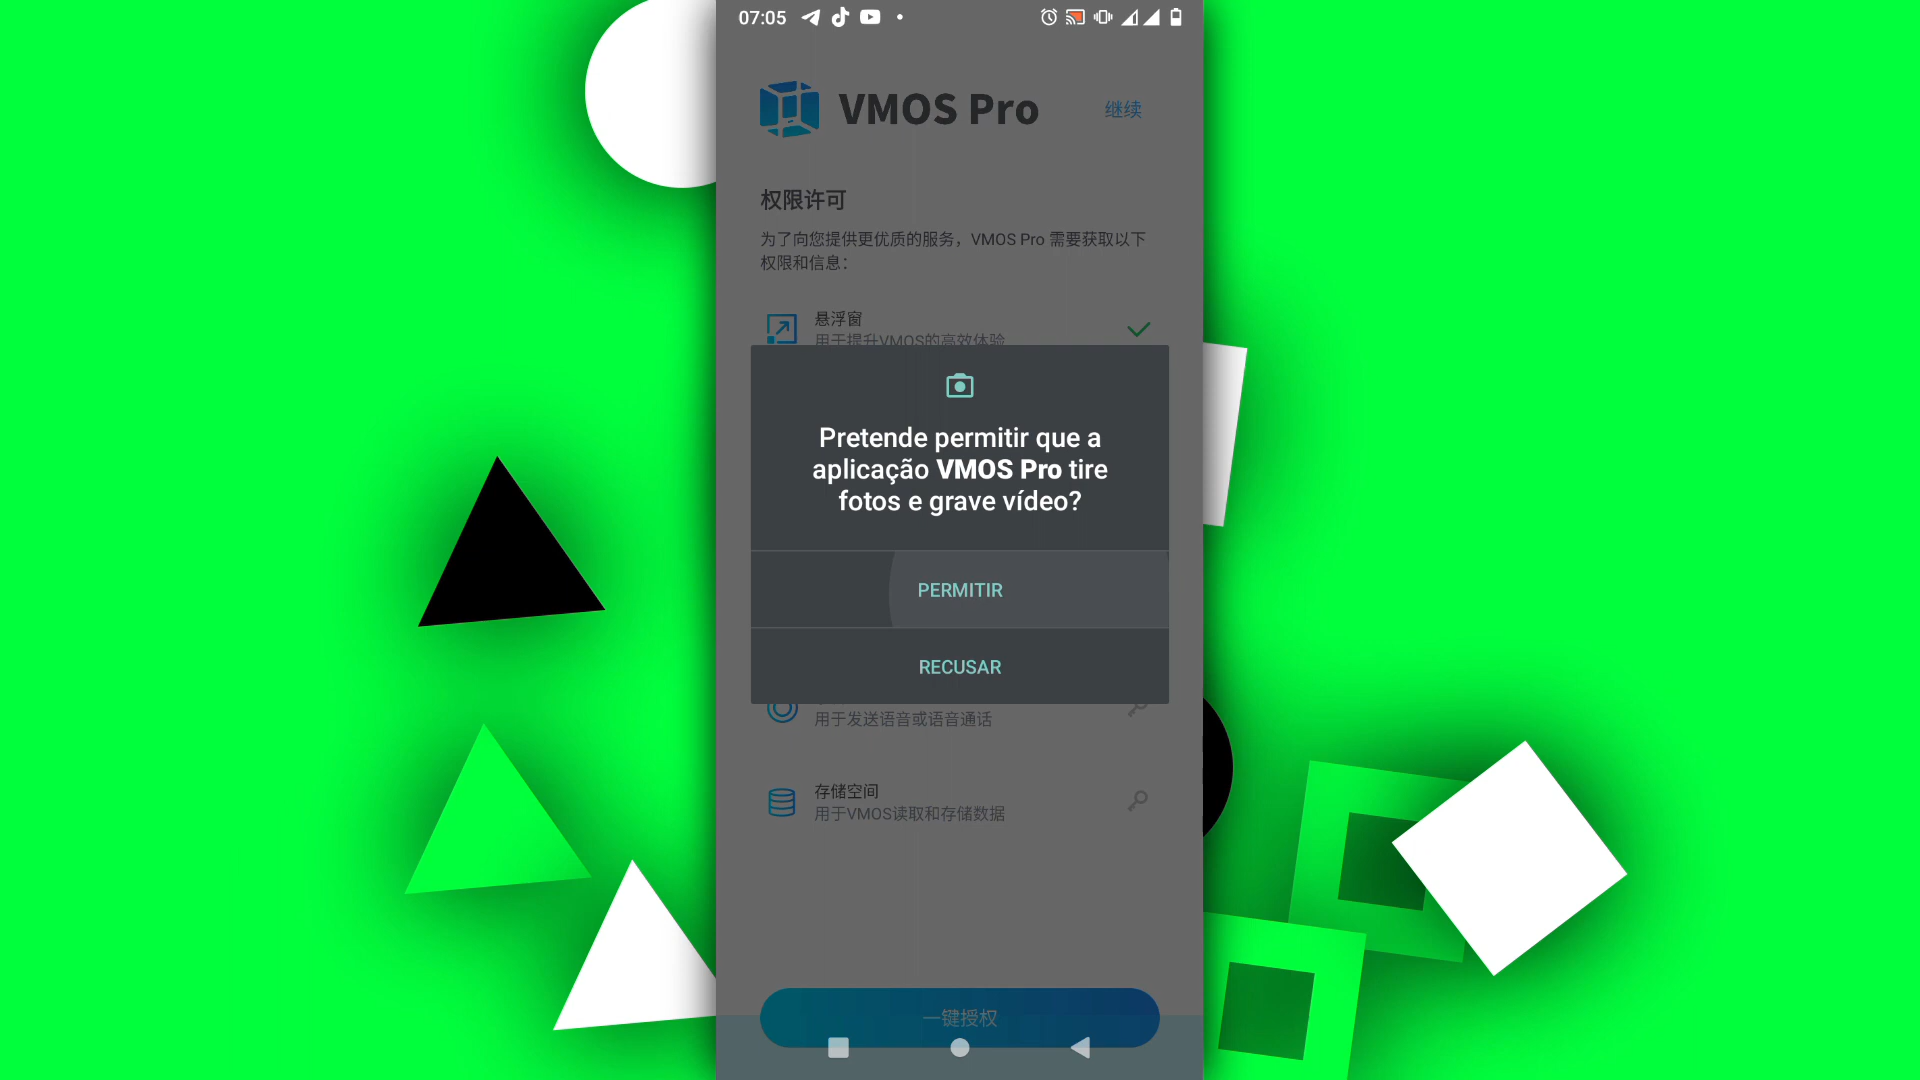 07:05
VMOS Pro
继续
权限许可
为了向您提供更优质的服务，VMOS Pro 需要获取以下
权限和信息：
悬浮窗
用于提升VMOS的高效体验
Pretende permitir que a
aplicação VMOS Pro tire
fotos e grave vídeo?
PERMITIR
RECUSAR
用于发送语音或语音通话
存储空间
用于VMOS读取和存储数据
一键授权